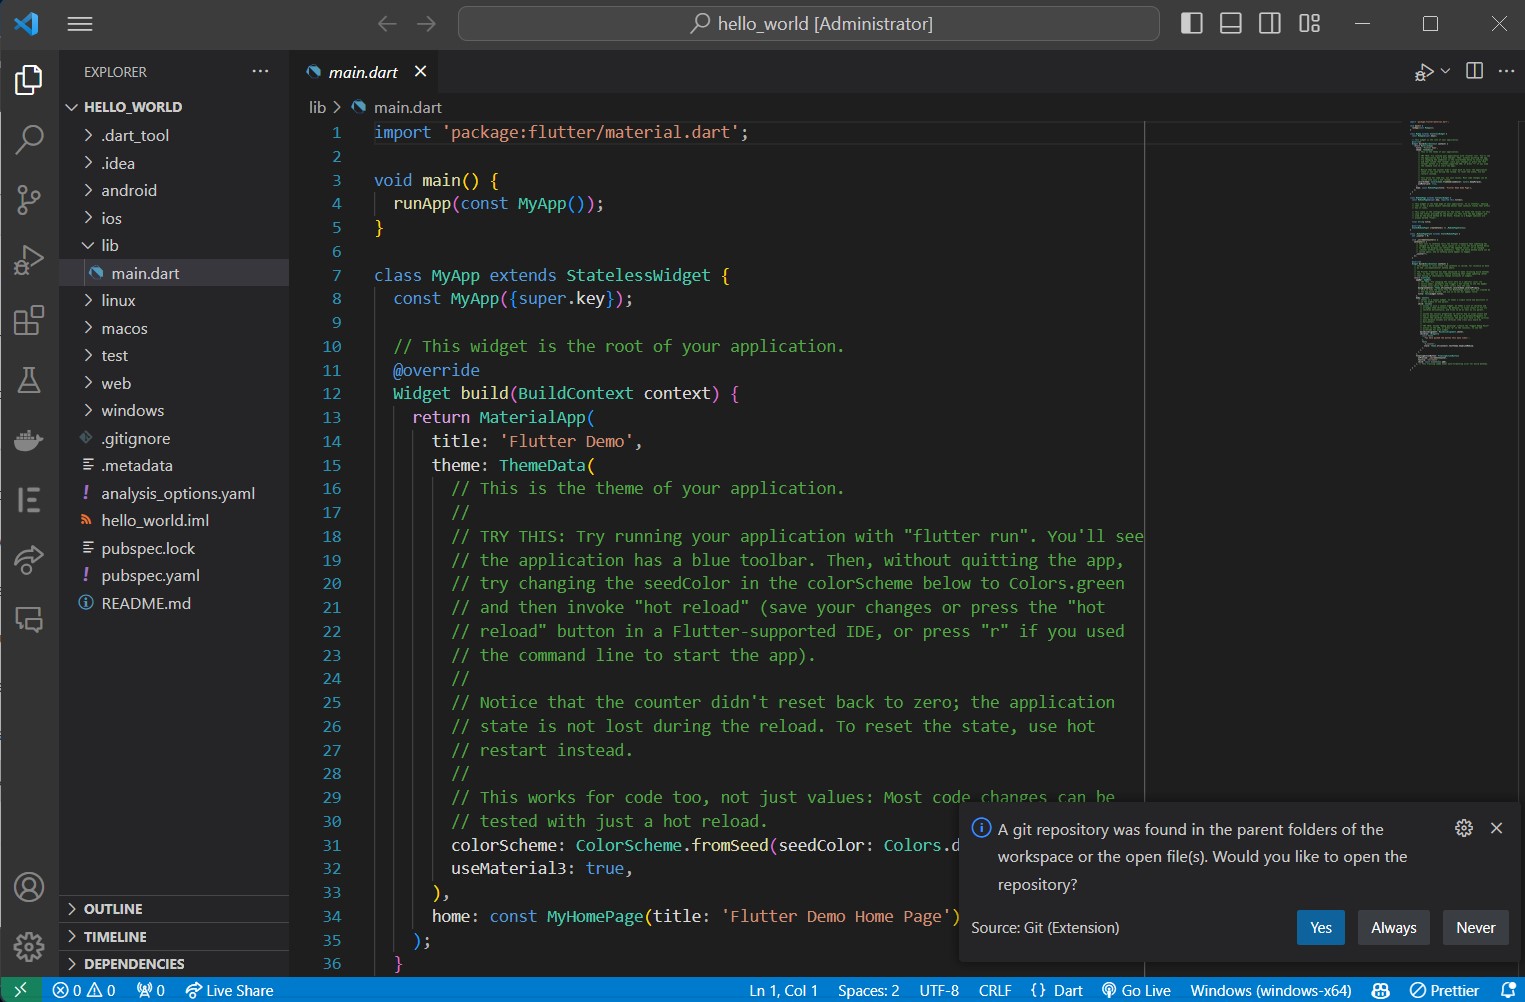 hello_world [Administrator]
EXPLORER
HELLO_WORLD
.dart_tool
.idea
android
ios
lib
main.dart
linux
macos
test
web
windows
.gitignore
.metadata
analysis_options.yaml
hello_world.iml
pubspec.lock
pubspec.yaml
README.md
OUTLINE
TIMELINE
DEPENDENCIES
main.dart
lib > main.dart
1 import 'package:flutter/material.dart';
2
3 void main() {
4   runApp(const MyApp());
5 }
6
7 class MyApp extends StatelessWidget {
8   const MyApp({super.key});
9
10   // This widget is the root of your application.
11   @override
12   Widget build(BuildContext context) {
13     return MaterialApp(
14       title: 'Flutter Demo',
15       theme: ThemeData(
16         // This is the theme of your application.
17         //
18         // TRY THIS: Try running your application with "flutter run". You'll see
19         // the application has a blue toolbar. Then, without quitting the app,
20         // try changing the seedColor in the colorScheme below to Colors.green
21         // and then invoke "hot reload" (save your changes or press the "hot
22         // reload" button in a Flutter-supported IDE, or press "r" if you used
23         // the command line to start the app).
24         //
25         // Notice that the counter didn't reset back to zero; the application
26         // state is not lost during the reload. To reset the state, use hot
27         // restart instead.
28         //
29         // This works for code too, not just values: Most code changes can be
30         // tested with just a hot reload.
31         colorScheme: ColorScheme.fromSeed(seedColor: Colors.d
32         useMaterial3: true,
33       ),
34       home: const MyHomePage(title: 'Flutter Demo Home Page')
35     );
36   }
A git repository was found in the parent folders of the
workspace or the open file(s). Would you like to open the
repository?
Source: Git (Extension)
Yes
Always
Never
0 0 0 Live Share Ln 1, Col 1 Spaces: 2 UTF-8 CRLF {} Dart Go Live Windows (windows-x64) Prettier